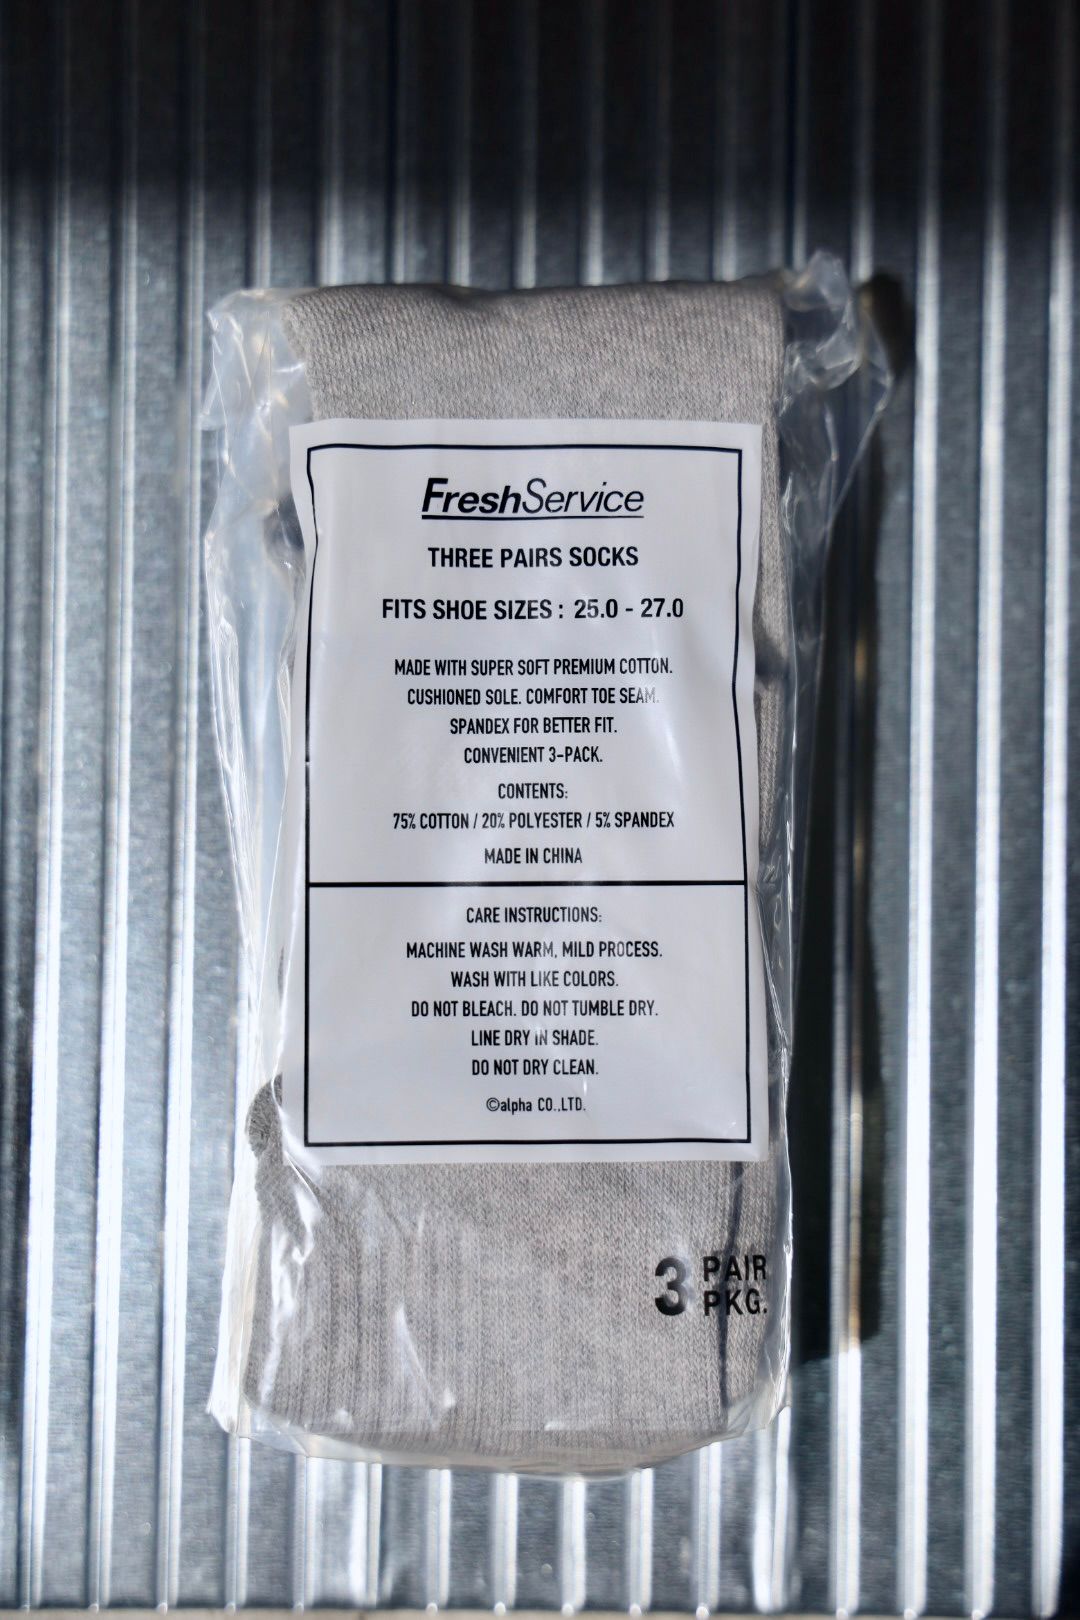 FreshService
THREE PAIRS SOCKS
FITS SHOE SIZES : 25.0 - 27.0
MADE WITH SUPER SOFT PREMIUM COTTON.
CUSHIONED SOLE. COMFORT TOE SEAM.
SPANDEX FOR BETTER FIT.
CONVENIENT 3-PACK.
CONTENTS:
75% COTTON / 20% POLYESTER / 5% SPANDEX
MADE IN CHINA
CARE INSTRUCTIONS:
MACHINE WASH WARM, MILD PROCESS.
WASH WITH LIKE COLORS.
DO NOT BLEACH. DO NOT TUMBLE DRY.
LINE DRY IN SHADE.
DO NOT DRY CLEAN.
©alpha CO.,LTD.
3 PAIR
PKG.